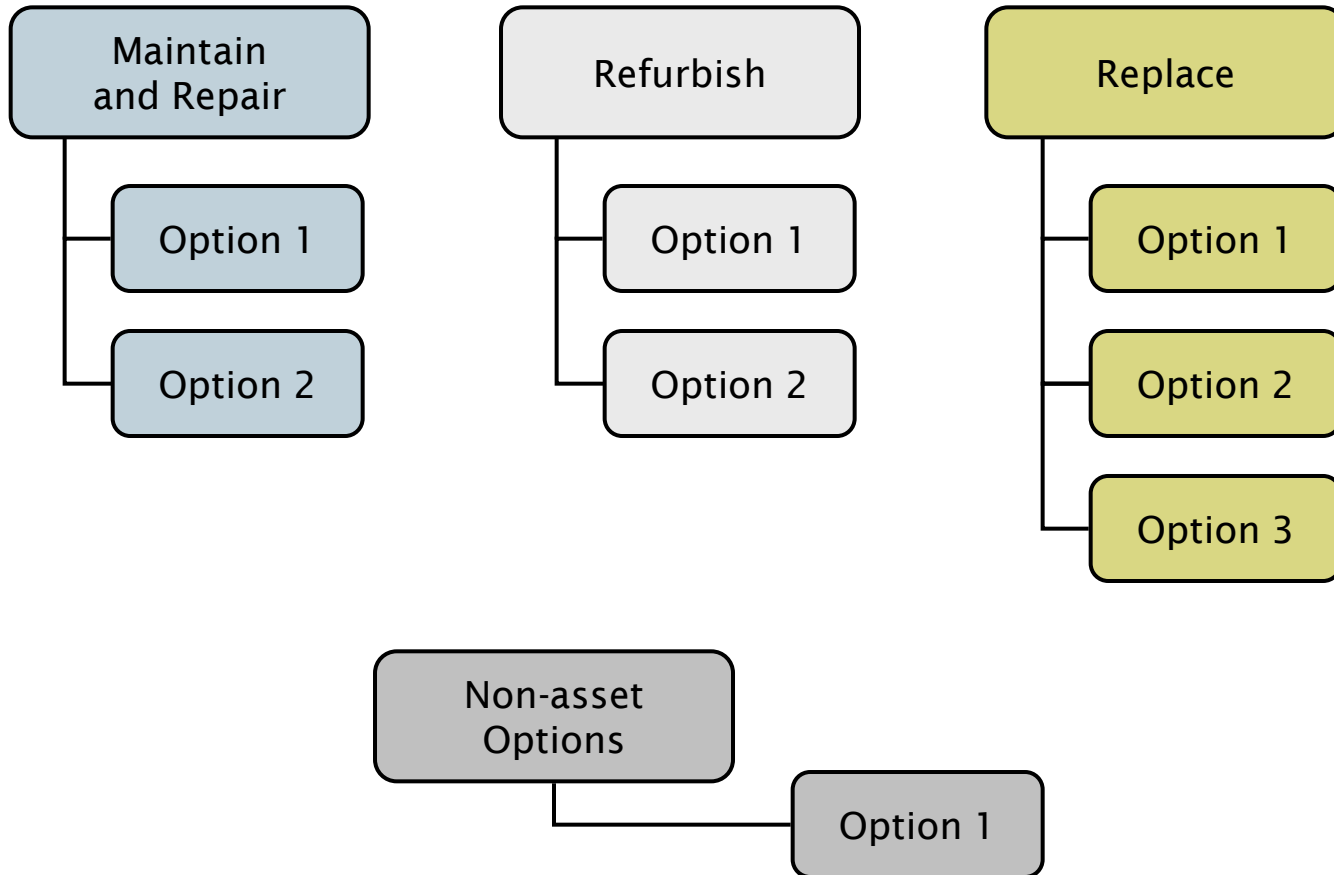 Maintain
and Repair
Option 1
Option 2
Refurbish
Option 1
Option 2
Replace
Option 1
Option 2
Option 3
Non-asset
Options
Option 1